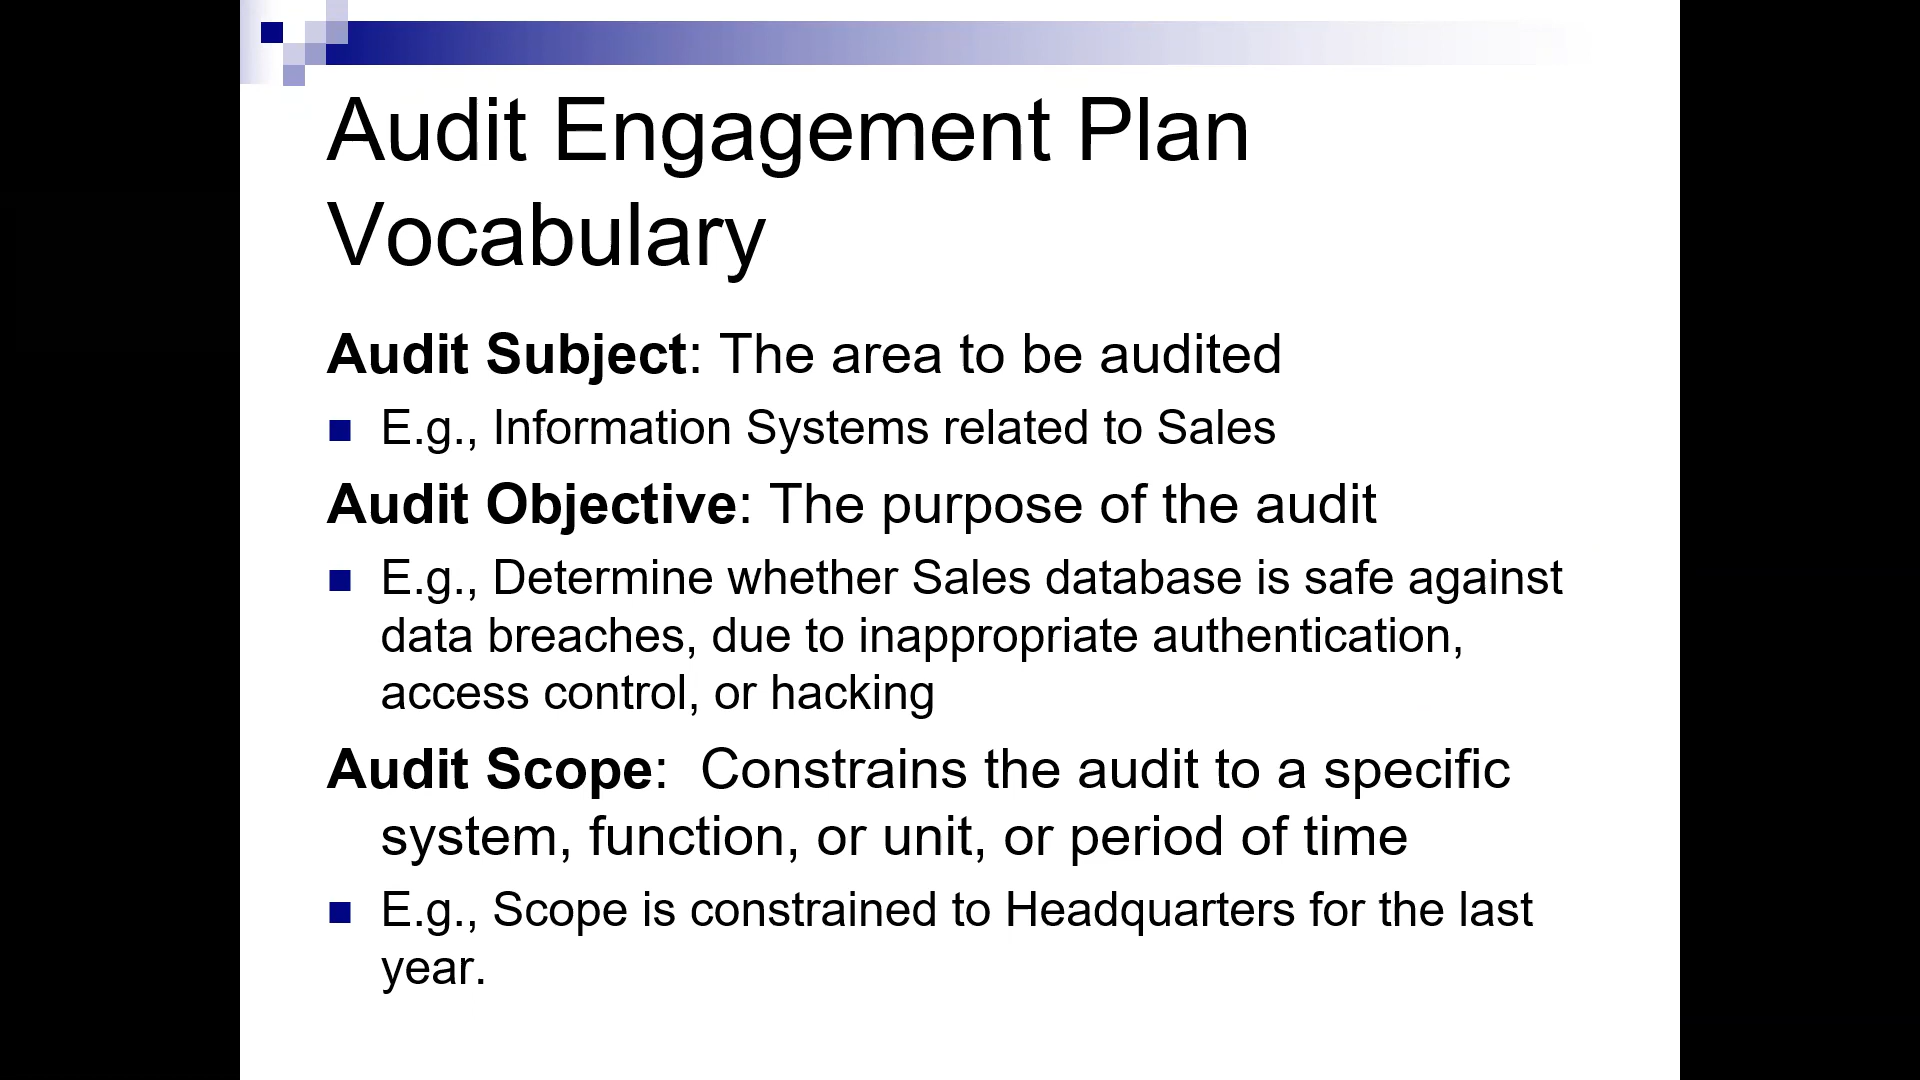 Audit Engagement Plan
Vocabulary
Audit Subject: The area to be audited
E.g., Information Systems related to Sales
Audit Objective: The purpose of the audit
E.g., Determine whether Sales database is safe against
data breaches, due to inappropriate authentication,
access control, or hacking
Audit Scope:  Constrains the audit to a specific
system, function, or unit, or period of time
E.g., Scope is constrained to Headquarters for the last
year.